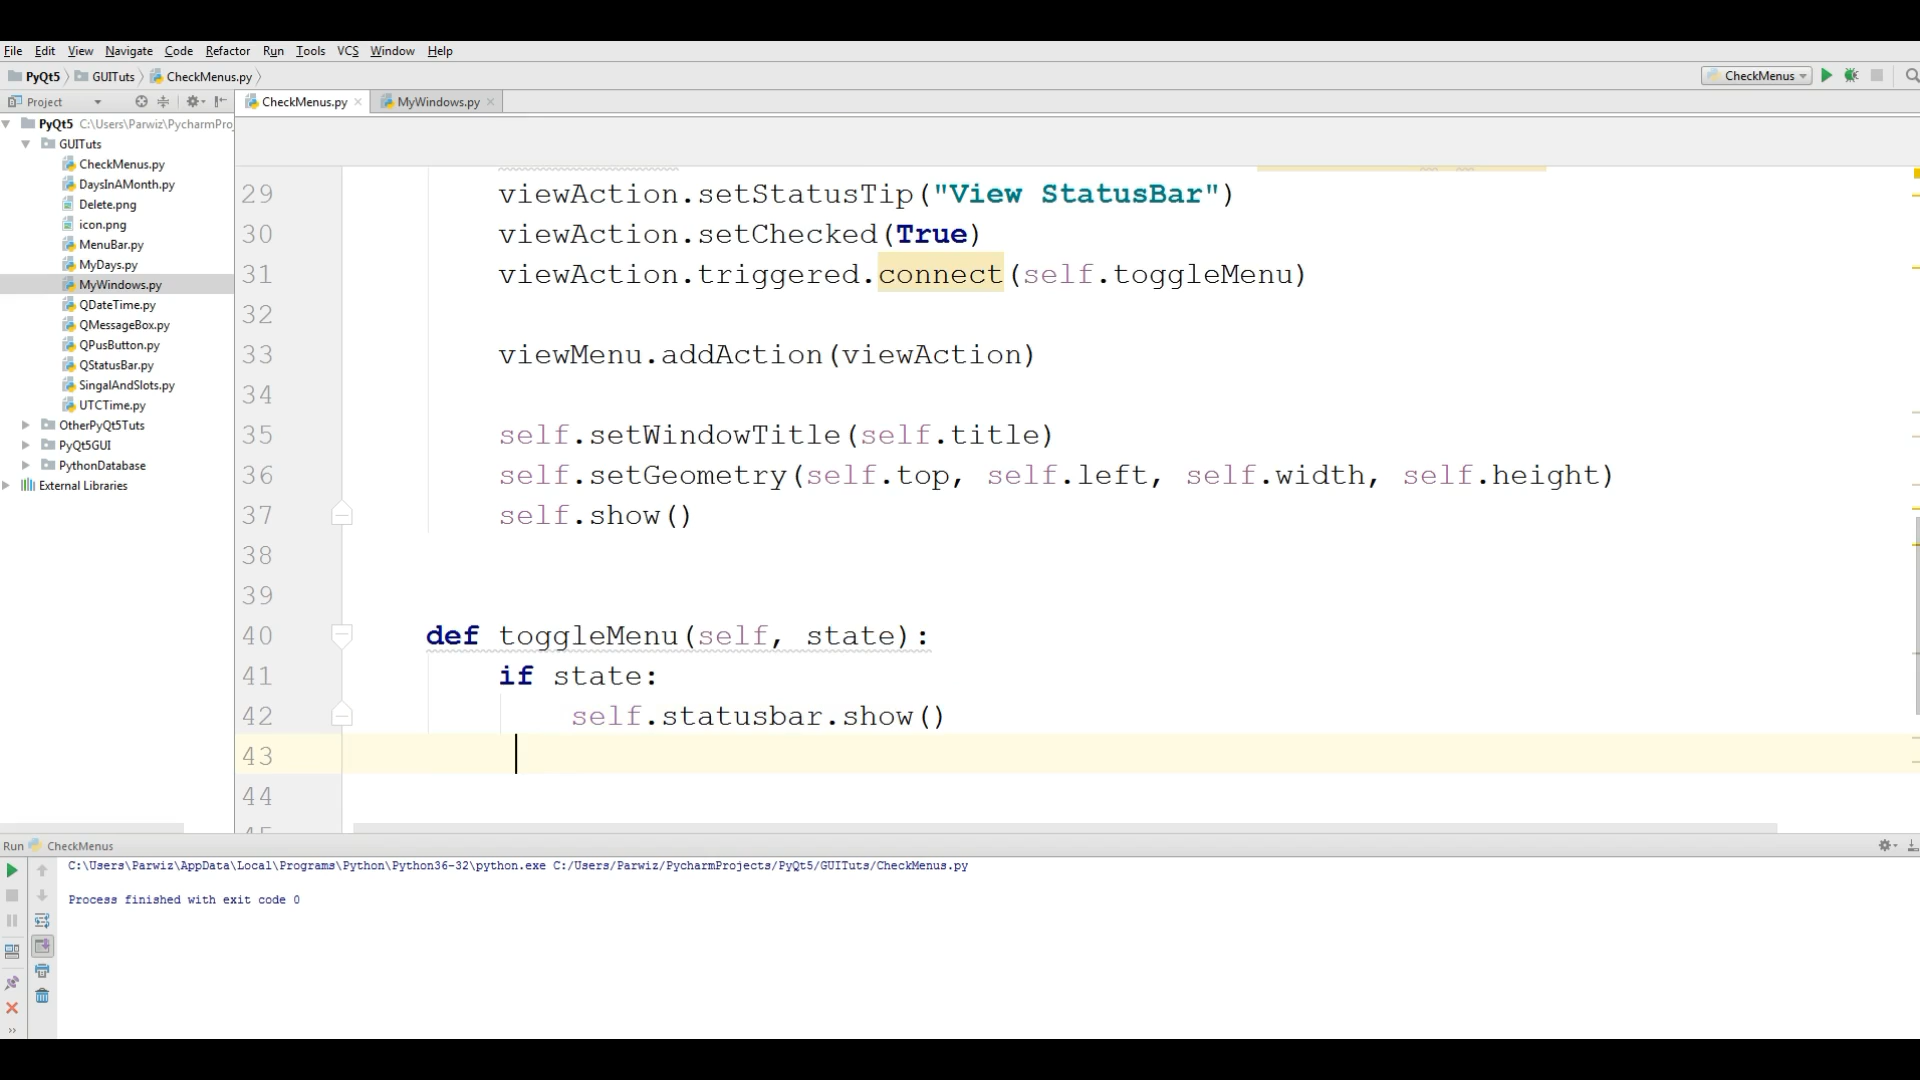 File Edit View Navigate Code Refactor Run Tools VCS Window Help
PyQt5 GUITuts CheckMenus.py CheckMenus
Project CheckMenus.py MyWindows.py
PyQt5 C:\Users\Parwiz\PycharmProj
GUITuts
CheckMenus.py
DaysInAMonth.py
Delete.png
icon.png
MenuBar.py
MyDays.py
MyWindows.py
QDateTime.py
QMessageBox.py
QPusButton.py
QStatusBar.py
SingalAndSlots.py
UTCTime.py
OtherPyQt5Tuts
PyQt5GUI
PythonDatabase
External Libraries
29 viewAction.setStatusTip("View StatusBar")
30 viewAction.setChecked(True)
31 viewAction.triggered.connect(self.toggleMenu)
32
33 viewMenu.addAction(viewAction)
34
35 self.setWindowTitle(self.title)
36 self.setGeometry(self.top, self.left, self.width, self.height)
37 self.show()
38
39
40 def toggleMenu(self, state):
41 if state:
42 self.statusbar.show()
43
44
45
Run CheckMenus
C:\Users\Parwiz\AppData\Local\Programs\Python\Python36-32\python.exe C:/Users/Parwiz/PycharmProjects/PyQt5/GUITuts/CheckMenus.py
Process finished with exit code 0